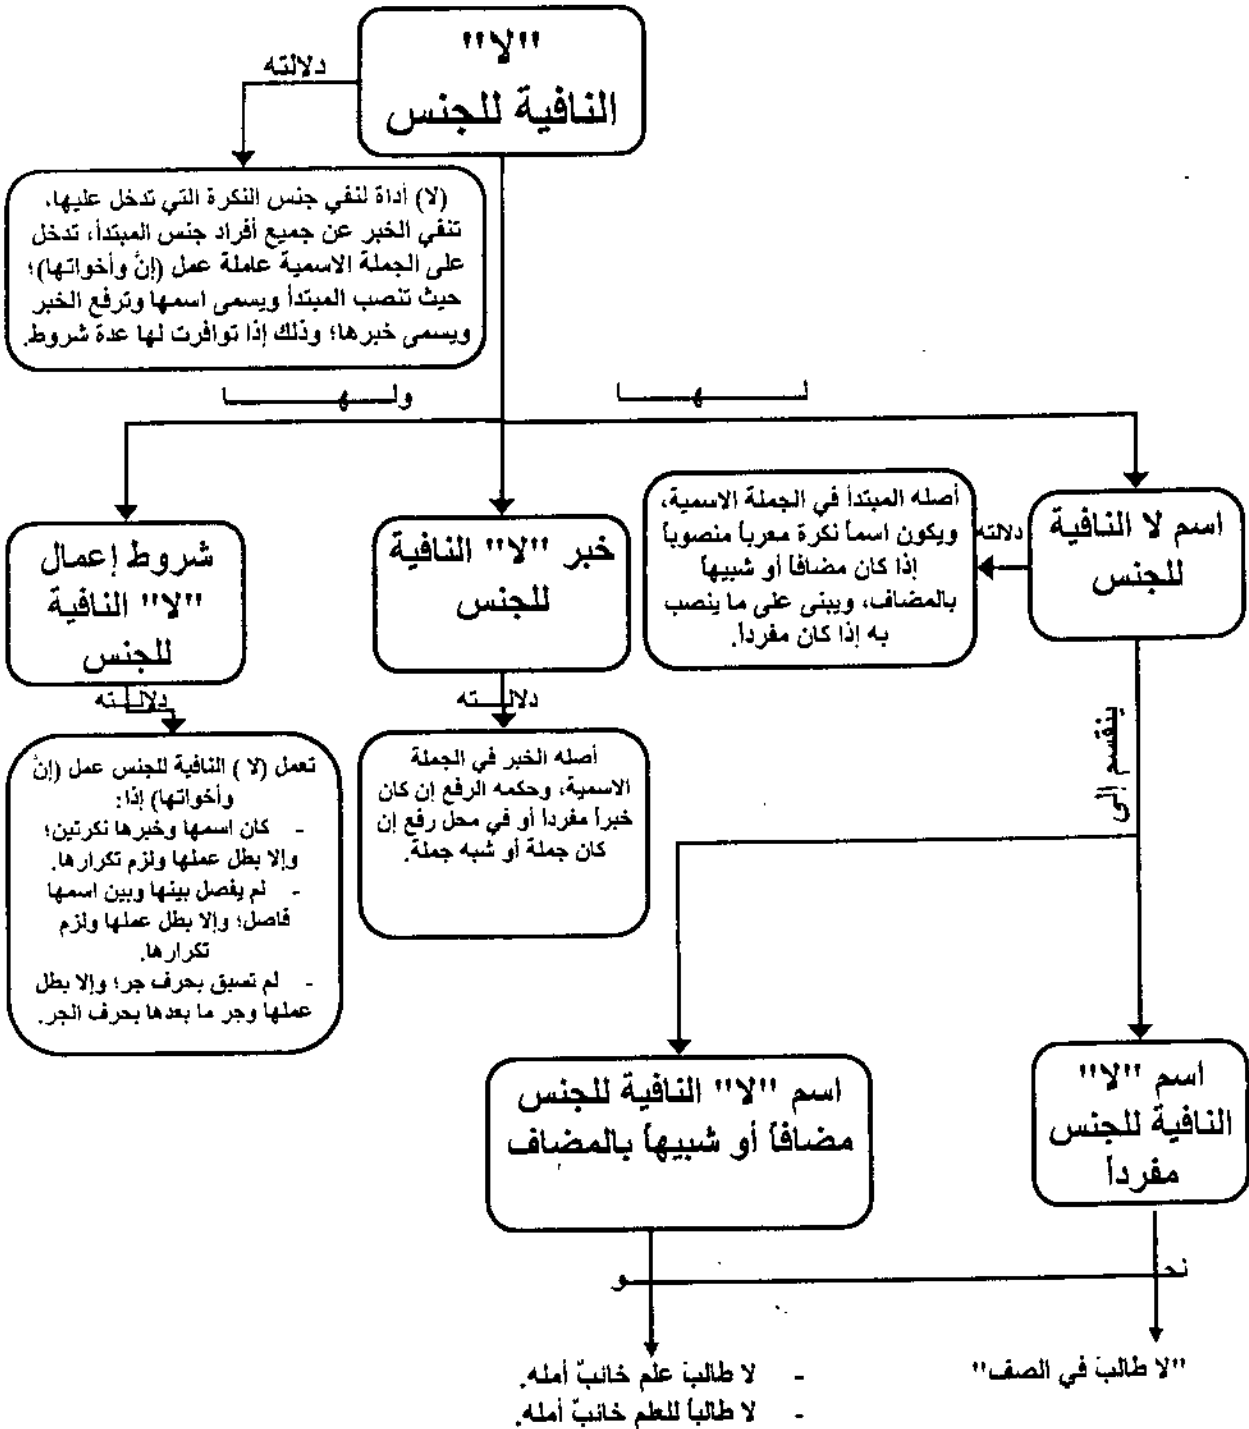 "لا"
النافية للجنس
دلالته
(لا) أداة لنفي جنس النكرة التي تدخل عليها،
تنفي الخبر عن جميع أفراد جنس المبتدأ، تدخل
على الجملة الاسمية عاملة عمل (إنَّ وأخواتها)؛
حيث تنصب المبتدأ ويسمى اسمها وترفع الخبر
ويسمى خبرها؛ وذلك إذا توافرت لها عدة شروط.
لـــهـــا
ولـــهـــا
اسم لا النافية
للجنس
دلالته
أصله المبتدأ في الجملة الاسمية،
ويكون اسماً نكرة معرباً منصوباً
إذا كان مضافاً أو شبيهاً
بالمضاف، ويبنى على ما ينصب
به إذا كان مفرداً.
خبر "لا" النافية
للجنس
دلالـــته
أصله الخبر في الجملة
الاسمية، وحكمه الرفع إن كان
خبراً مفرداً أو في محل رفع إن
كان جملة أو شبه جملة.
شروط إعمال
"لا" النافية
للجنس
دلالـــته
تعمل (لا ) النافية للجنس عمل (إنَّ
وأخواتها) إذا:
- كان اسمها وخبرها نكرتين؛
وإلا بطل عملها ولزم تكرارها.
- لم يفصل بينها وبين اسمها
فاصل؛ وإلا بطل عملها ولزم
تكرارها.
- لم تسبق بحرف جر؛ وإلا بطل
عملها وجر ما بعدها بحرف الجر.
ينقسم إلى
اسم "لا"
النافية للجنس
مفرداً
اسم "لا" النافية للجنس
مضافاً أو شبيهاً بالمضاف
نحـــو
"لا طالبَ في الصف"
- لا طالبَ علم خائبٌ أمله.
- لا طالباً للعلم خائبٌ أمله.